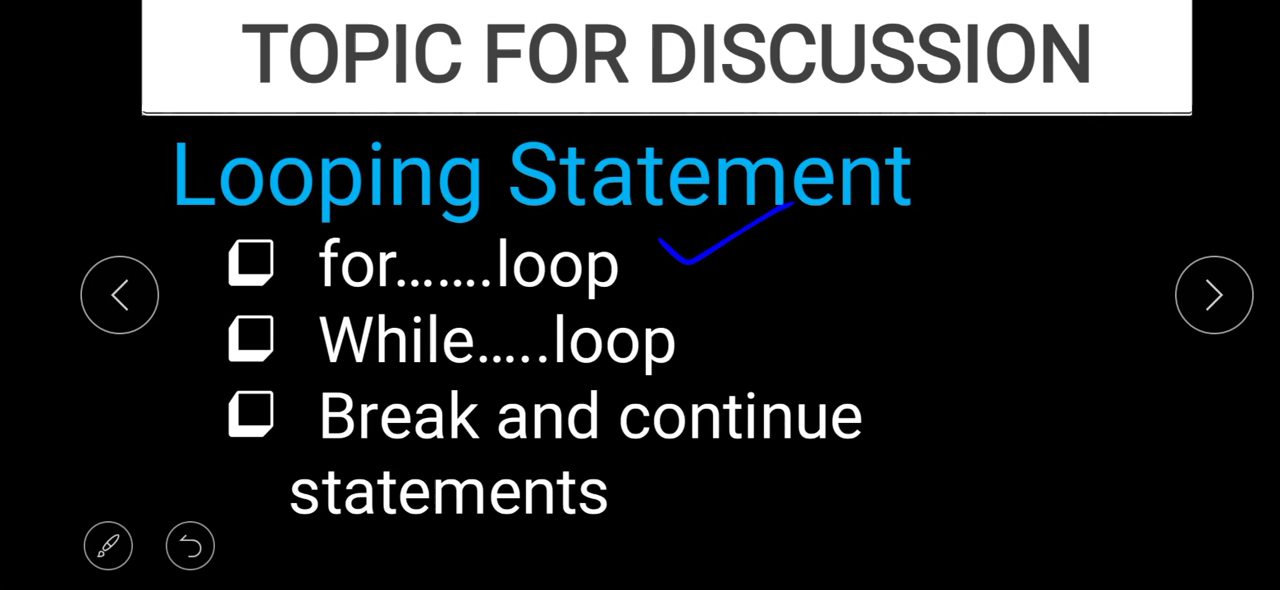 TOPIC FOR DISCUSSION
Looping Statement
for…….loop
While…..loop
Break and continue
statements